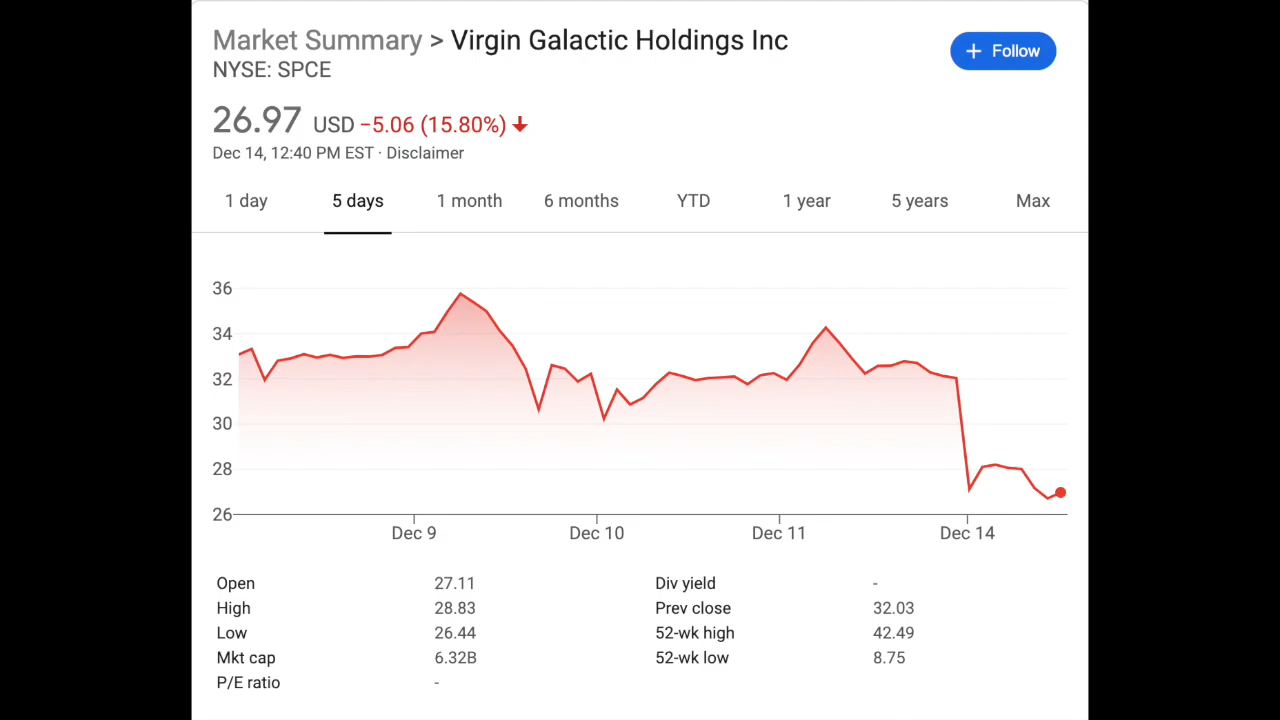 Market Summary > Virgin Galactic Holdings Inc
NYSE: SPCE
+ Follow
26.97 USD −5.06 (15.80%) ↓
Dec 14, 12:40 PM EST · Disclaimer
1 day 5 days 1 month 6 months YTD 1 year 5 years Max
36
34
32
30
28
26
Dec 9 Dec 10 Dec 11 Dec 14
Open 27.11 Div yield -
High 28.83 Prev close 32.03
Low 26.44 52-wk high 42.49
Mkt cap 6.32B 52-wk low 8.75
P/E ratio -